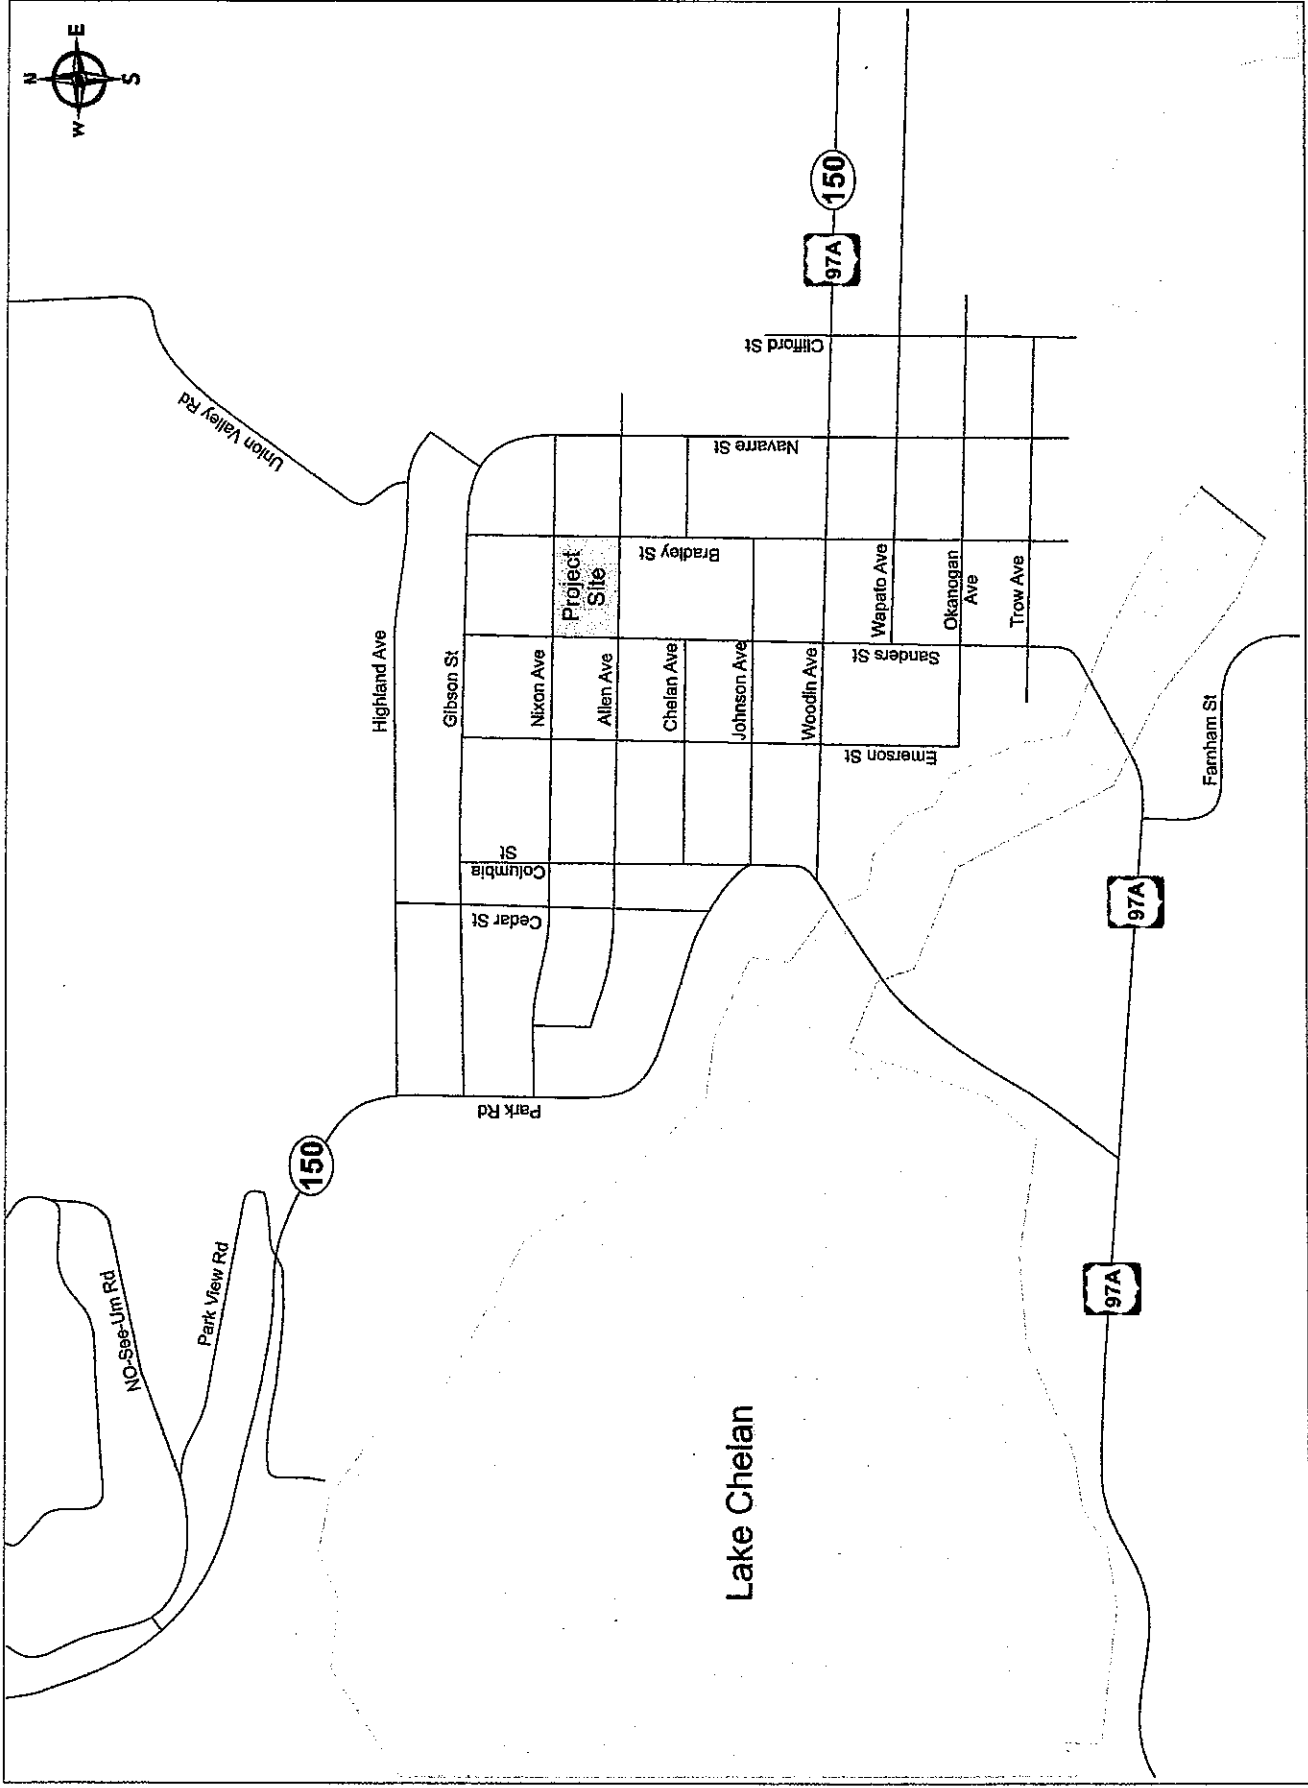 N
W
E
S
Union Valley Rd
NO-See-Um Rd
Park View Rd
150
Highland Ave
Gibson St
Park Rd
Cedar St
Columbia
St
Nixon Ave
Project
Site
Allen Ave
Bradley St
Navarre St
Chelan Ave
Johnson Ave
Clifford St
Woodin Ave
97A
150
Wapato Ave
Sanders St
Emerson St
Okanogan
Ave
Trow Ave
Lake Chelan
97A
97A
Farnham St